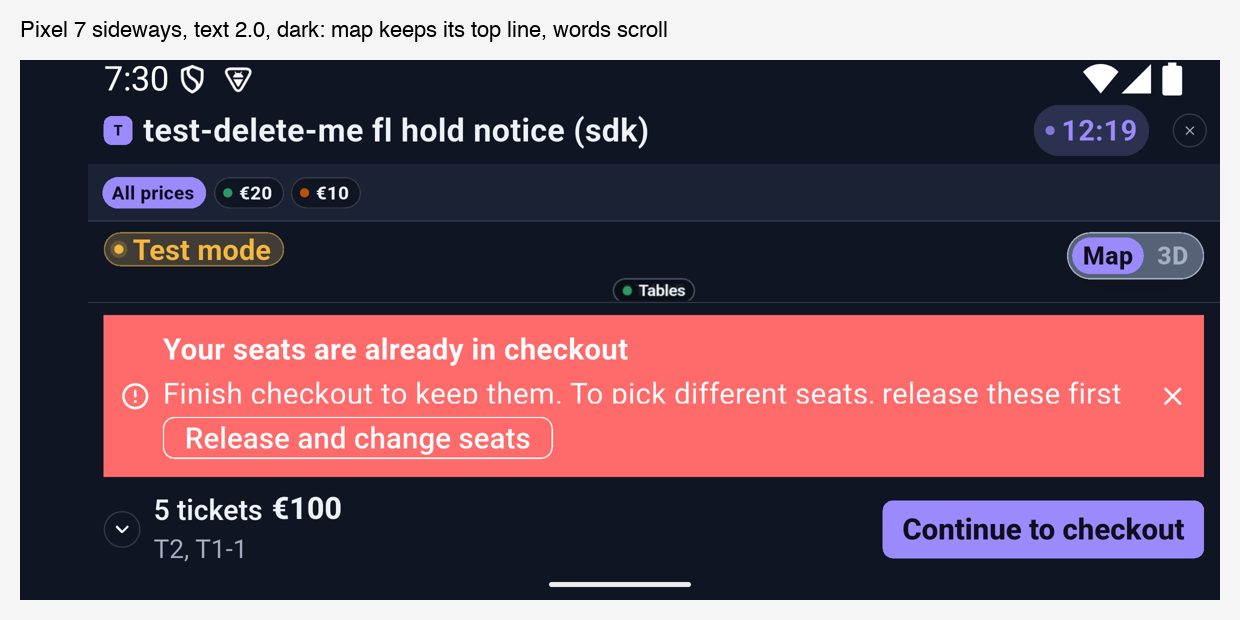 Pixel 7 sideways, text 2.0, dark: map keeps its top line, words scroll
7:30
T test-delete-me fl hold notice (sdk)
12:19
All prices €20 €10
Test mode
Map 3D
Tables
Your seats are already in checkout
Finish checkout to keep them. To pick different seats, release these first
Release and change seats
5 tickets €100
T2, T1-1
Continue to checkout